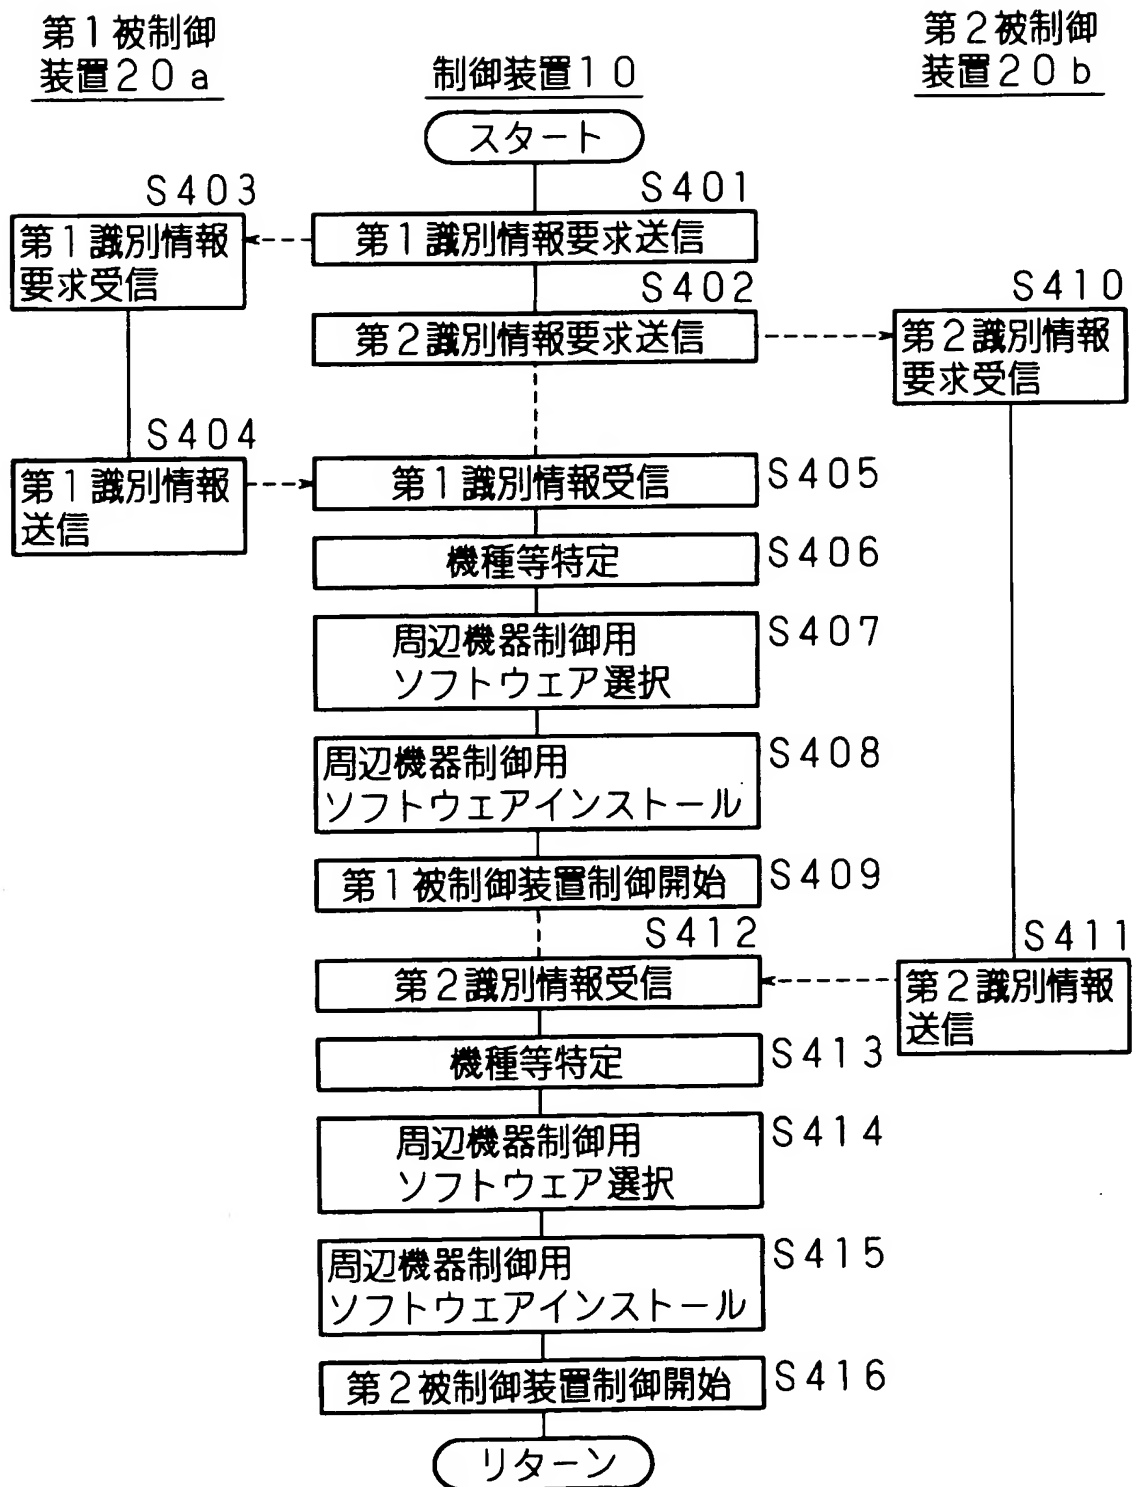 第1被制御
装置20a
制御装置10
第2被制御
装置20b
スタート
S401
第1識別情報要求送信
S403
第1識別情報
要求受信
S402
第2識別情報要求送信
S410
第2識別情報
要求受信
S404
第1識別情報
送信
第1識別情報受信
S405
機種等特定
S406
周辺機器制御用
ソフトウェア選択
S407
周辺機器制御用
ソフトウェアインストール
S408
第1被制御装置制御開始
S409
S412
第2識別情報受信
S411
第2識別情報
送信
機種等特定
S413
周辺機器制御用
ソフトウェア選択
S414
周辺機器制御用
ソフトウェアインストール
S415
第2被制御装置制御開始
S416
リターン